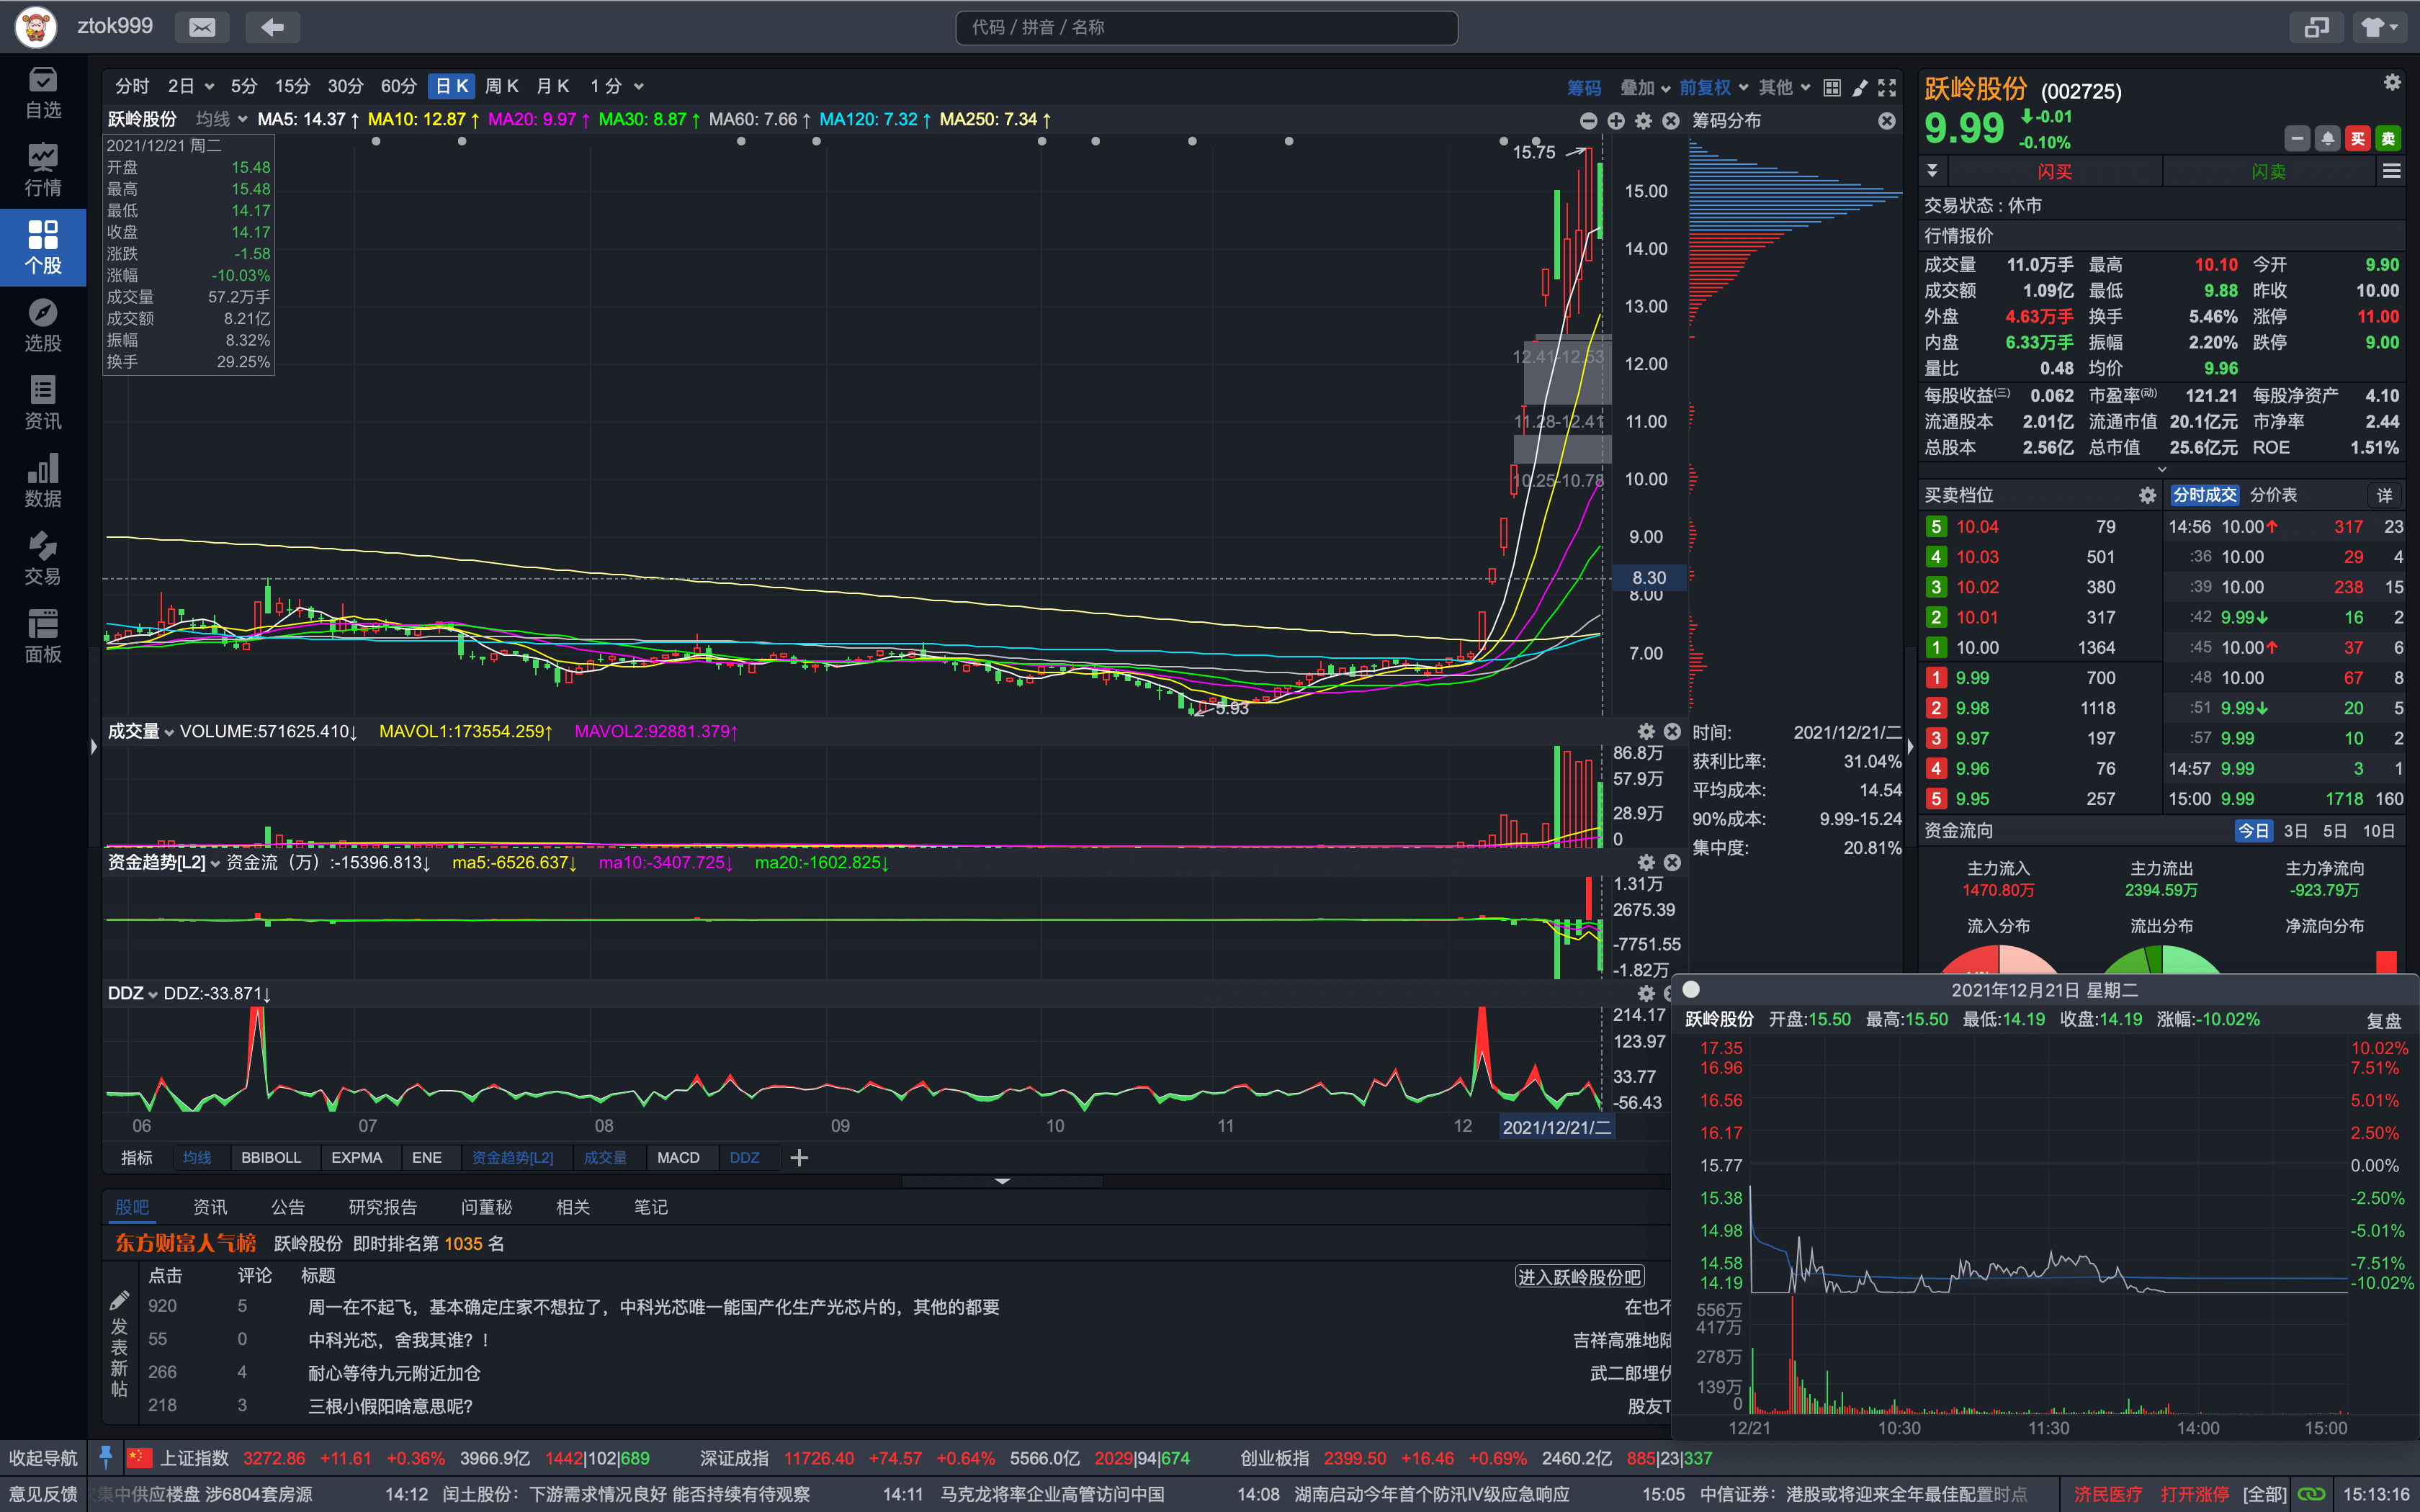 ztok999
代码 / 拼音 / 名称
自选
行情
个股
选股
资讯
数据
交易
面板
分时 2日 5分 15分 30分 60分 日K 周K 月K 1分
筹码 叠加 前复权 其他
跃岭股份 均线 MA5: 14.37↑ MA10: 12.87↑ MA20: 9.97↑ MA30: 8.87↑ MA60: 7.66↑ MA120: 7.32↑ MA250: 7.34↑
筹码分布
2021/12/21 周二
开盘 15.48
最高 15.48
最低 14.17
收盘 14.17
涨跌 -1.58
涨幅 -10.03%
成交量 57.2万手
成交额 8.21亿
振幅 8.32%
换手 29.25%
15.75
12.41-12.53
11.28-12.41
10.25-10.78
5.93
15.00
14.00
13.00
12.00
11.00
10.00
9.00
8.30
8.00
7.00
成交量 VOLUME:571625.410↓ MAVOL1:173554.259↑ MAVOL2:92881.379↑
86.8万
57.9万
28.9万
0
时间: 2021/12/21/二
获利比率: 31.04%
平均成本: 14.54
90%成本: 9.99-15.24
集中度: 20.81%
资金趋势[L2] 资金流（万）:-15396.813↓ ma5:-6526.637↓ ma10:-3407.725↓ ma20:-1602.825↓
1.31万
2675.39
-7751.55
-1.82万
DDZ DDZ:-33.871↓
214.17
123.97
33.77
-56.43
06 07 08 09 10 11 12 2021/12/21/二
指标 均线 BBIBOLL EXPMA ENE 资金趋势[L2] 成交量 MACD DDZ
股吧 资讯 公告 研究报告 问董秘 相关 笔记
东方财富人气榜 跃岭股份 即时排名第 1035 名
点击 评论 标题
进入跃岭股份吧
发表新帖
920 5 周一在不起飞，基本确定庄家不想拉了，中科光芯唯一能国产化生产光芯片的，其他的都要 在也不
55 0 中科光芯，舍我其谁？！ 吉祥高雅地陆
266 4 耐心等待九元附近加仓 武二郎埋伏
218 3 三根小假阳啥意思呢? 股友T
跃岭股份 (002725)
9.99 -0.01
-0.10%
买 卖
闪买 闪卖
交易状态 : 休市
行情报价
成交量 11.0万手 最高 10.10 今开 9.90
成交额 1.09亿 最低 9.88 昨收 10.00
外盘 4.63万手 换手 5.46% 涨停 11.00
内盘 6.33万手 振幅 2.20% 跌停 9.00
量比 0.48 均价 9.96
每股收益(三) 0.062 市盈率(动) 121.21 每股净资产 4.10
流通股本 2.01亿 流通市值 20.1亿元 市净率 2.44
总股本 2.56亿 总市值 25.6亿元 ROE 1.51%
买卖档位 分时成交 分价表 详
5 10.04 79
4 10.03 501
3 10.02 380
2 10.01 317
1 10.00 1364
1 9.99 700
2 9.98 1118
3 9.97 197
4 9.96 76
5 9.95 257
14:56 10.00↑ 317 23
:36 10.00 29 4
:39 10.00 238 15
:42 9.99↓ 16 2
:45 10.00↑ 37 6
:48 10.00 67 8
:51 9.99↓ 20 5
:57 9.99 10 2
14:57 9.99 3 1
15:00 9.99 1718 160
资金流向 今日 3日 5日 10日
主力流入 主力流出 主力净流向
1470.80万 2394.59万 -923.79万
流入分布 流出分布 净流向分布
2021年12月21日 星期二
跃岭股份 开盘:15.50 最高:15.50 最低:14.19 收盘:14.19 涨幅:-10.02% 复盘
17.35 10.02%
16.96 7.51%
16.56 5.01%
16.17 2.50%
15.77 0.00%
15.38 -2.50%
14.98 -5.01%
14.58 -7.51%
14.19 -10.02%
556万
417万
278万
139万
0
12/21 10:30 11:30 14:00 15:00
收起导航 上证指数 3272.86 +11.61 +0.36% 3966.9亿 1442|102|689 深证成指 11726.40 +74.57 +0.64% 5566.0亿 2029|94|674 创业板指 2399.50 +16.46 +0.69% 2460.2亿 885|23|337
意见反馈 集中供应楼盘 涉6804套房源 14:12 闰土股份：下游需求情况良好 能否持续有待观察 14:11 马克龙将率企业高管访问中国 14:08 湖南启动今年首个防汛IV级应急响应 15:05 中信证券：港股或将迎来全年最佳配置时点 济民医疗 打开涨停 [全部] 15:13:16